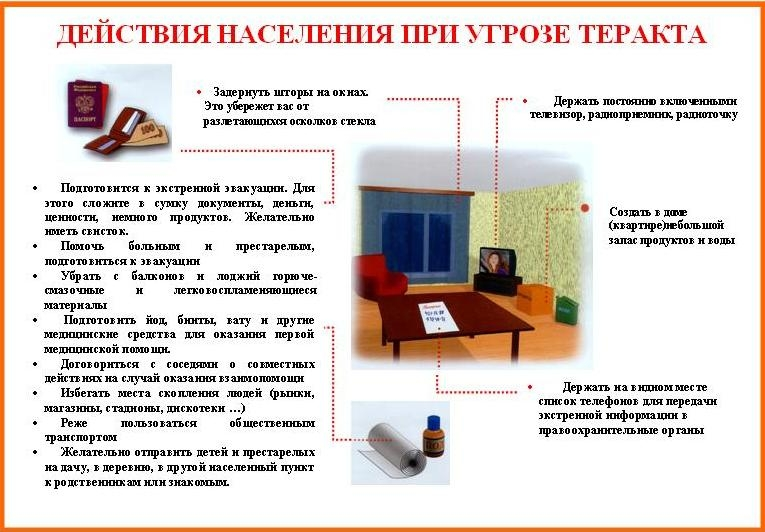 ДЕЙСТВИЯ НАСЕЛЕНИЯ ПРИ УГРОЗЕ ТЕРАКТА
ПАСПОРТ
100
• Задернуть шторы на окнах.
Это убережет вас от
разлетающихся осколков стекла
• Держать постоянно включенными
телевизор, радиоприемник, радиоточку
• Подготовится к экстренной эвакуации. Для
этого сложите в сумку документы, деньги,
ценности, немного продуктов. Желательно
иметь свисток.
• Помочь больным и престарелым,
подготовиться к эвакуации
• Убрать с балконов и лоджий горюче-
смазочные и легковоспламеняющиеся
материалы
• Подготовить йод, бинты, вату и другие
медицинские средства для оказания первой
медицинской помощи.
• Договориться с соседями о совместных
действиях на случай оказания взаимопомощи
• Избегать места скопления людей (рынки,
магазины, стадионы, дискотеки …)
• Реже пользоваться общественным
транспортом
• Желательно отправить детей и престарелых
на дачу, в деревню, в другой населенный пункт
к родственникам или знакомым.
Создать в доме
(квартире)небольшой
запас продуктов и воды
• Держать на видном месте
список телефонов для передачи
экстренной информации в
правоохранительные органы
ЙОД